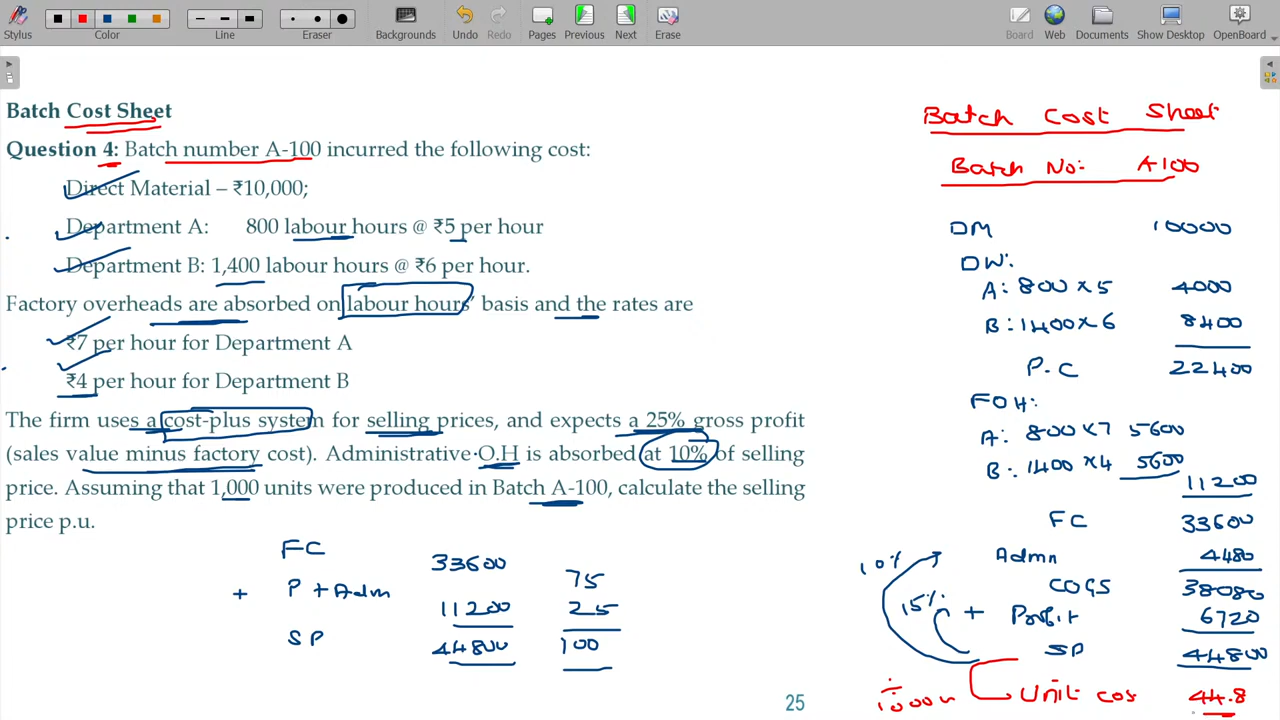 Stylus
Color
Line
Eraser
Backgrounds
Undo
Redo
Pages
Previous
Next
Erase
Board
Web
Documents
Show Desktop
OpenBoard
Batch Cost Sheet
Question 4: Batch number A-100 incurred the following cost:
Direct Material – ₹10,000;
Department A: 800 labour hours @ ₹5 per hour
Department B: 1,400 labour hours @ ₹6 per hour.
Factory overheads are absorbed on labour hours' basis and the rates are
₹7 per hour for Department A
₹4 per hour for Department B
The firm uses a cost-plus system for selling prices, and expects a 25% gross profit
(sales value minus factory cost). Administrative O.H is absorbed at 10% of selling
price. Assuming that 1,000 units were produced in Batch A-100, calculate the selling
price p.u.
FC 33600 75
+ P + Adm 11200 25
SP 44800 100
25
Batch Cost Sheet
Batch No: A100
DM 10000
DW:
A: 800 x 5 4000
B: 1400 x 6 8400
P.C 22400
FOH:
A: 800 x 7 5600
B: 1400 x 4 5600
11200
FC 33600
10% Admn 4480
COGS 38080
15% + Profit 6720
SP 44800
Unit cos 44.8